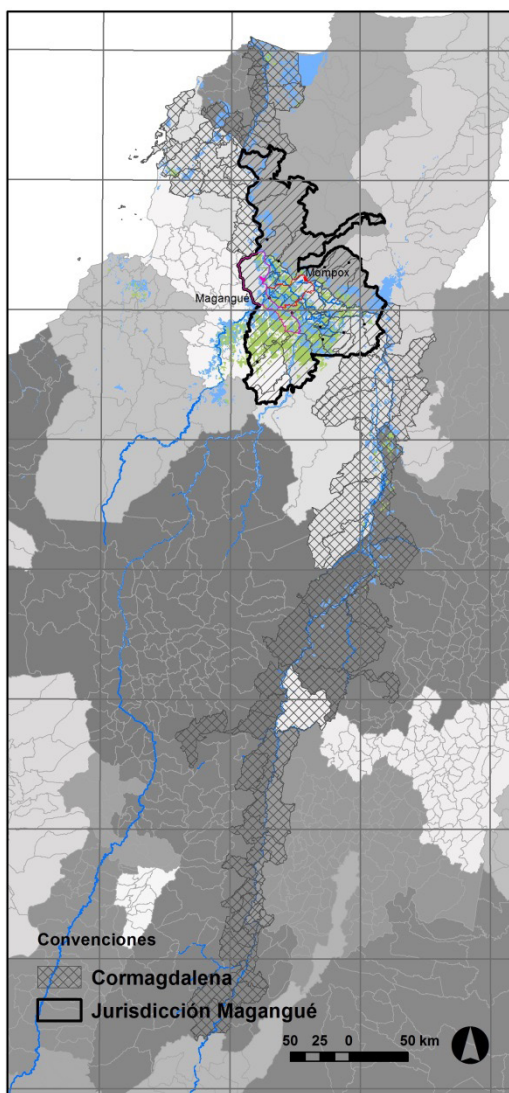 Mompox
Magangué
Convenciones
Cormagdalena
Jurisdicción Magangué
50 25 0 50 km